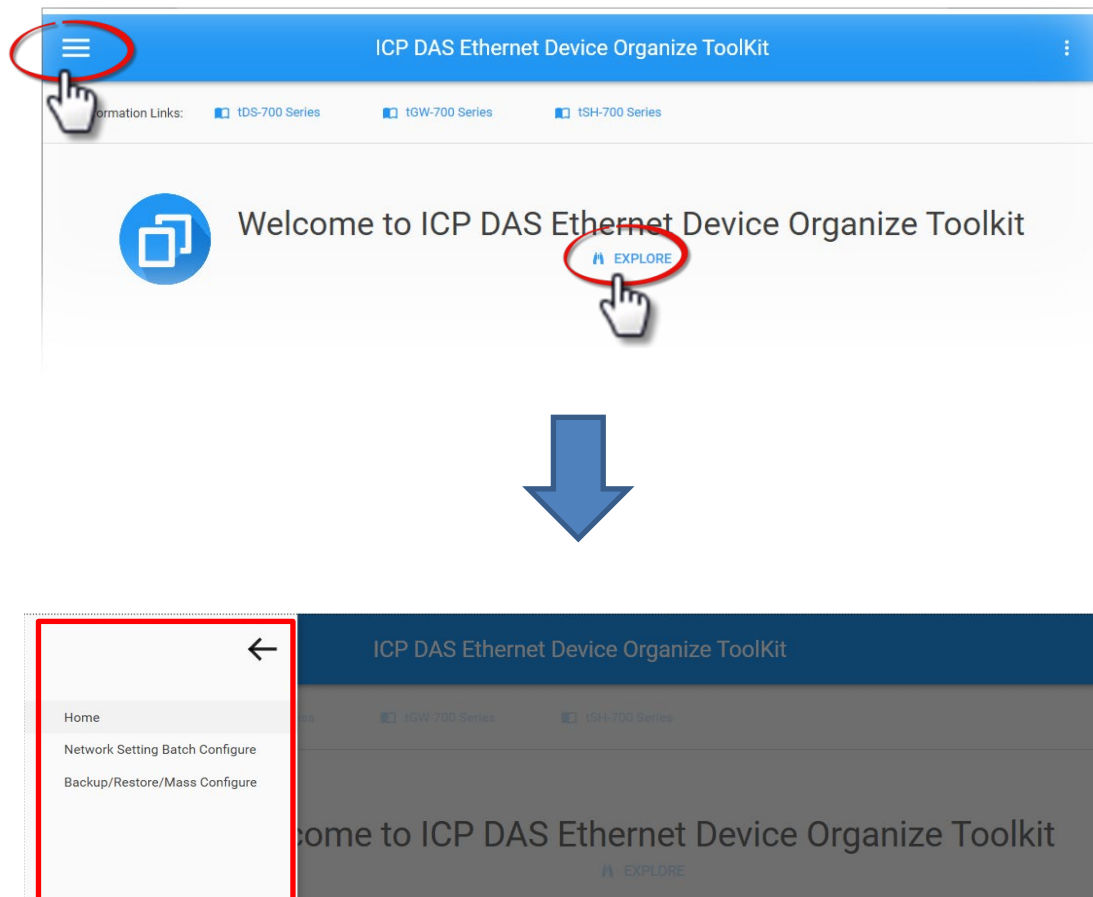 ICP DAS Ethernet Device Organize ToolKit
ormation Links: tDS-700 Series tGW-700 Series tSH-700 Series
Welcome to ICP DAS Ethernet Device Organize Toolkit
EXPLORE
ICP DAS Ethernet Device Organize ToolKit
Home es tGW-700 Series tSH-700 Series
Network Setting Batch Configure
Backup/Restore/Mass Configure
come to ICP DAS Ethernet Device Organize Toolkit
EXPLORE